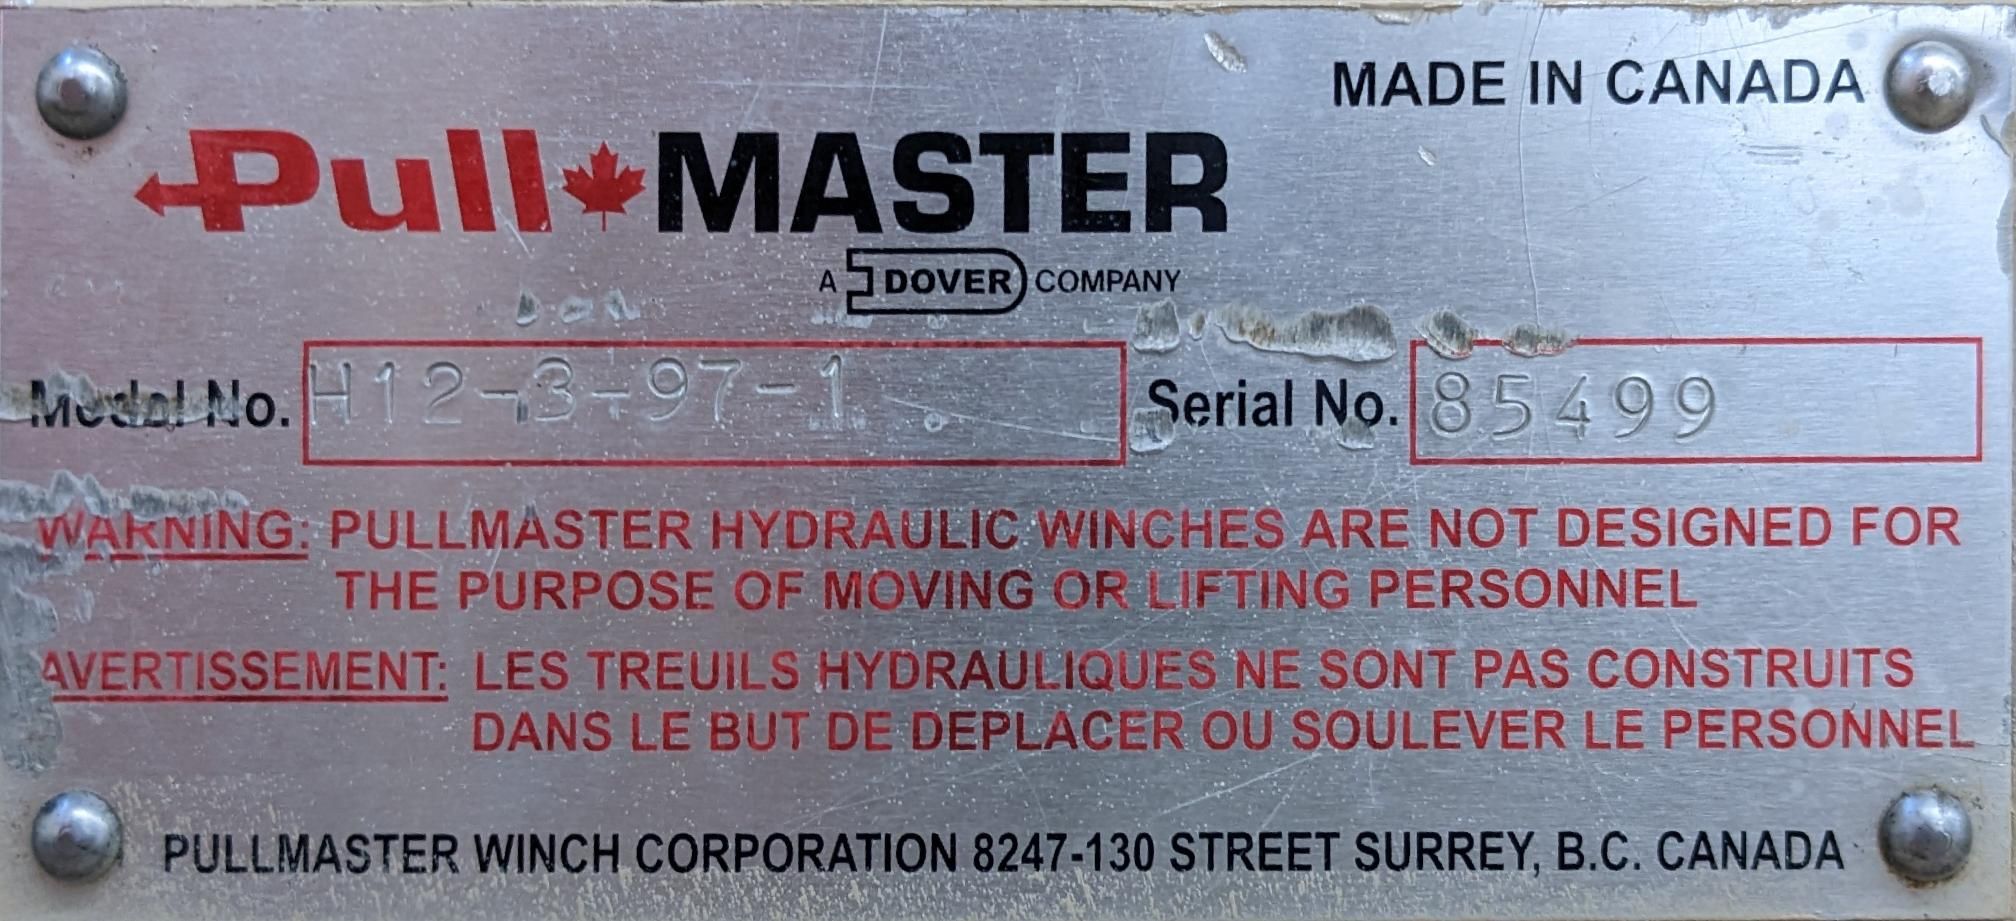 MADE IN CANADA
Pull MASTER
A DOVER COMPANY
Model No. H12-3-97-1 Serial No. 85499
WARNING: PULLMASTER HYDRAULIC WINCHES ARE NOT DESIGNED FOR
THE PURPOSE OF MOVING OR LIFTING PERSONNEL
AVERTISSEMENT: LES TREUILS HYDRAULIQUES NE SONT PAS CONSTRUITS
DANS LE BUT DE DEPLACER OU SOULEVER LE PERSONNEL
PULLMASTER WINCH CORPORATION 8247-130 STREET SURREY, B.C. CANADA